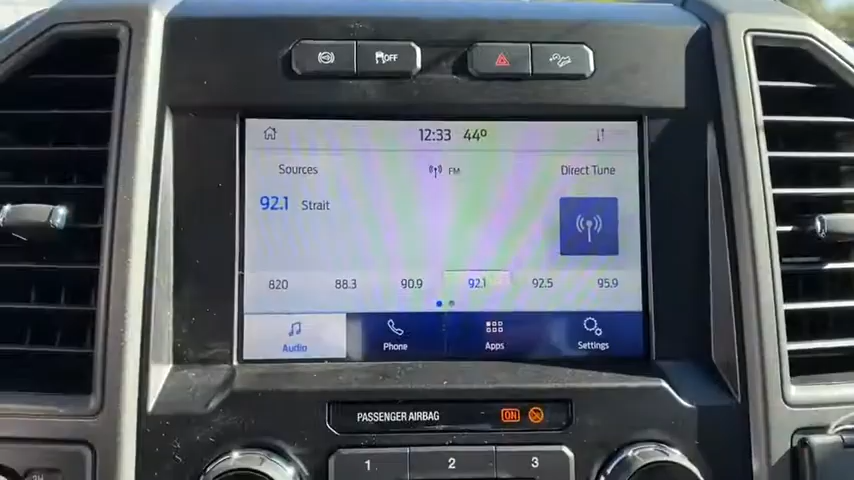 OFF
12:33 44°
Sources FM Direct Tune
92.1 Strait
820 88.3 90.9 92.1 92.5 95.9
Audio Phone Apps Settings
PASSENGER AIRBAG ON
1 2 3